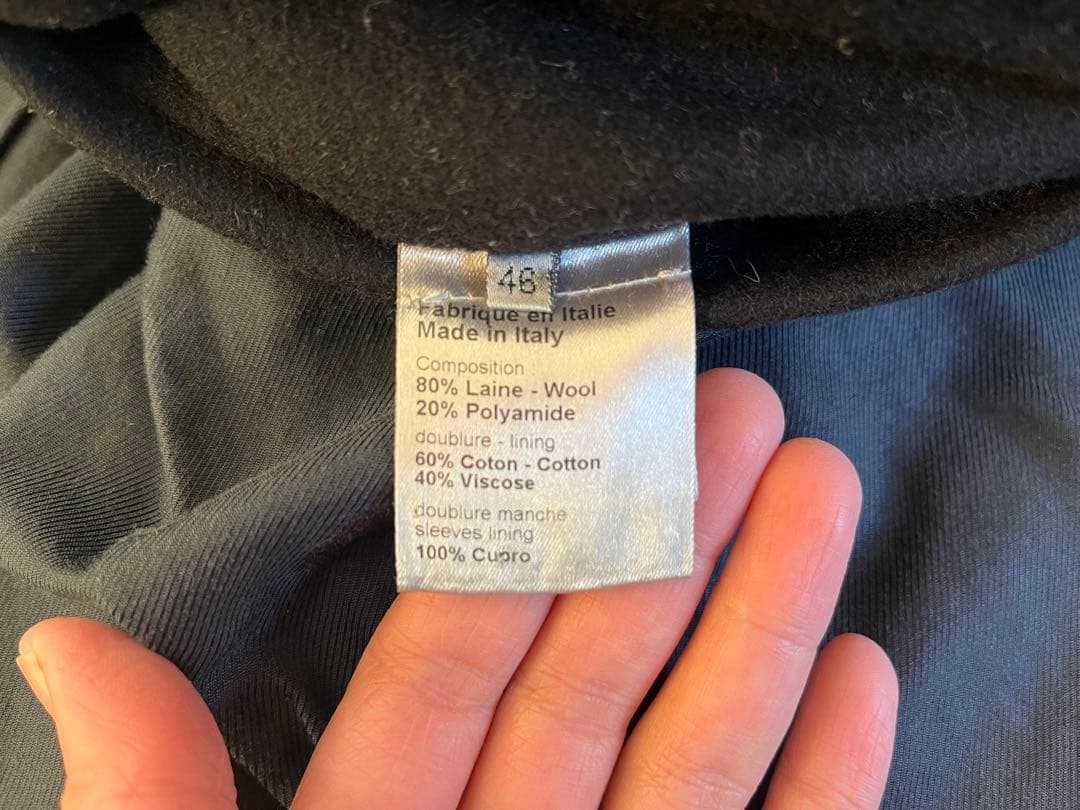 46
Fabriqué en Italie
Made in Italy
Composition
80% Laine - Wool
20% Polyamide
doublure - lining
60% Coton - Cotton
40% Viscose
doublure manche
sleeves lining
100% Cupro